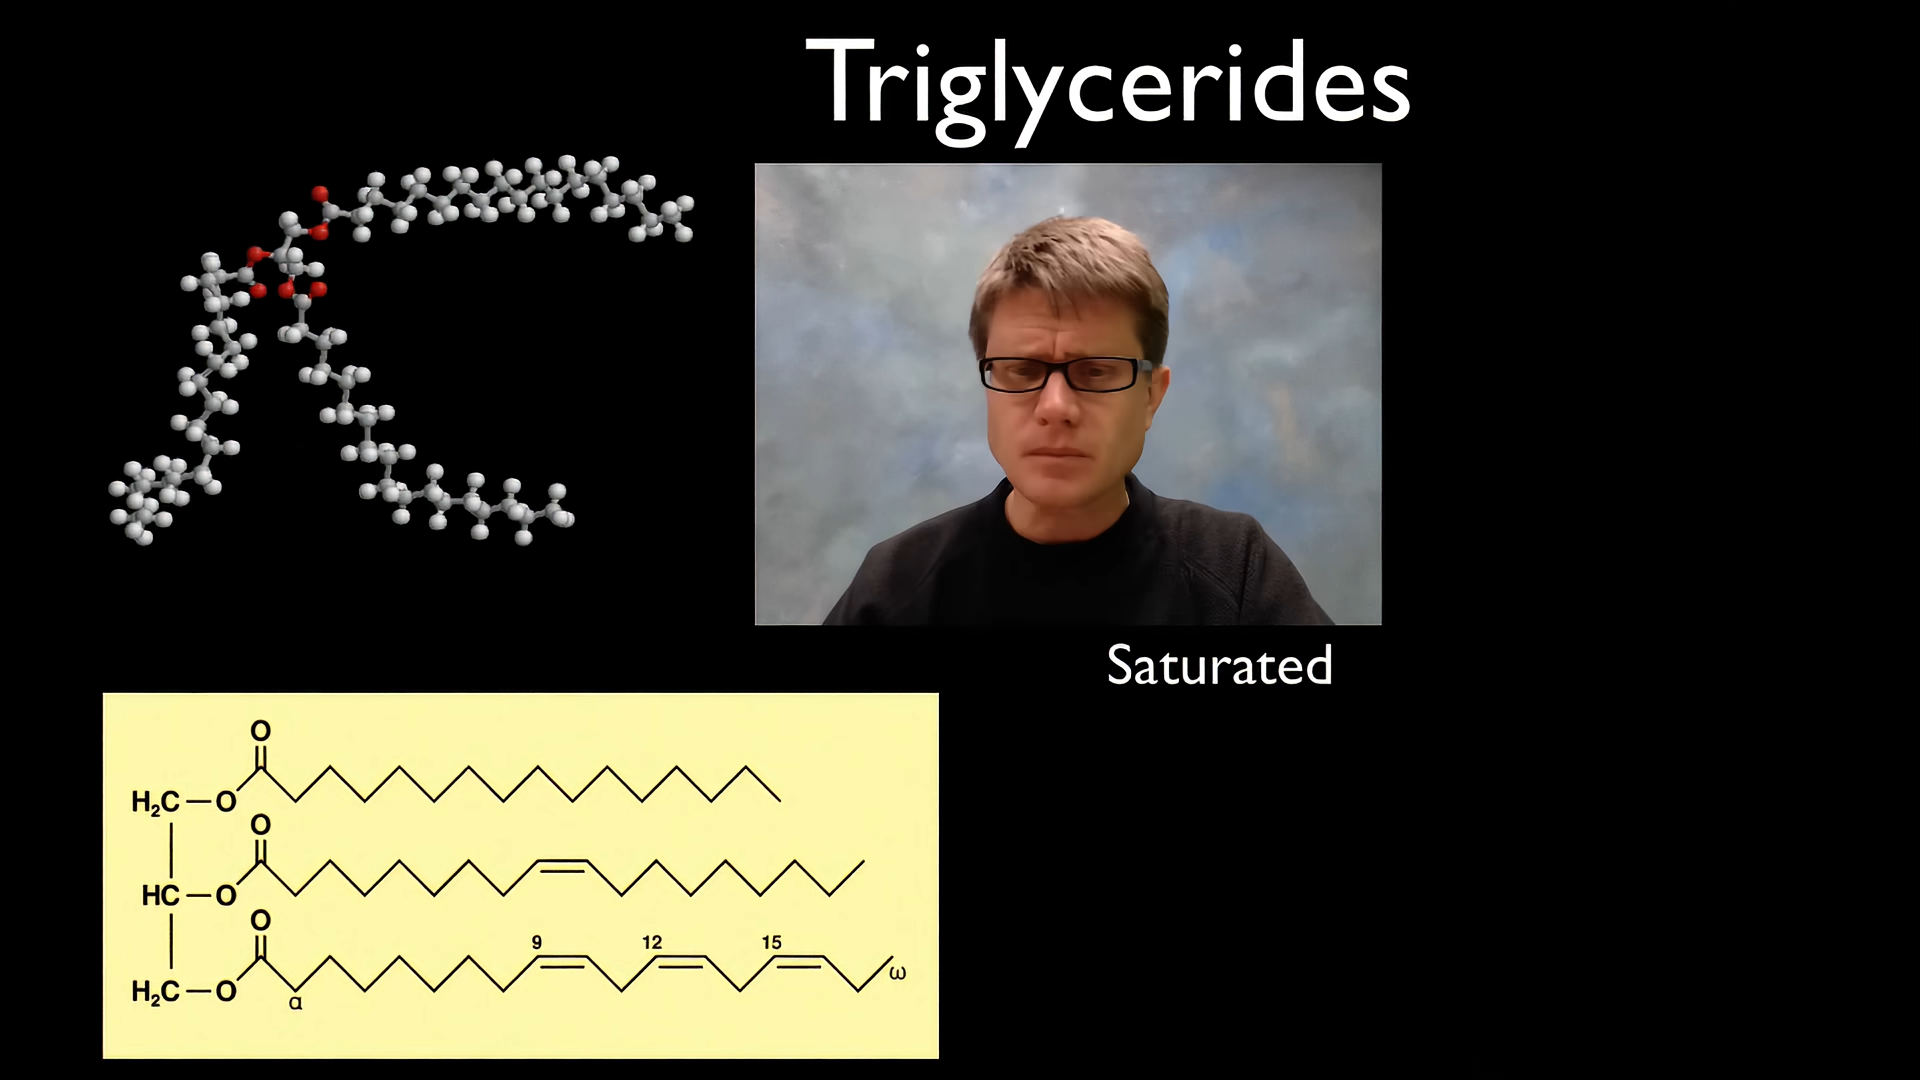 Triglycerides
Saturated
O
H₂C—O
O
HC—O
O
9 12 15
ω
H₂C—O
α